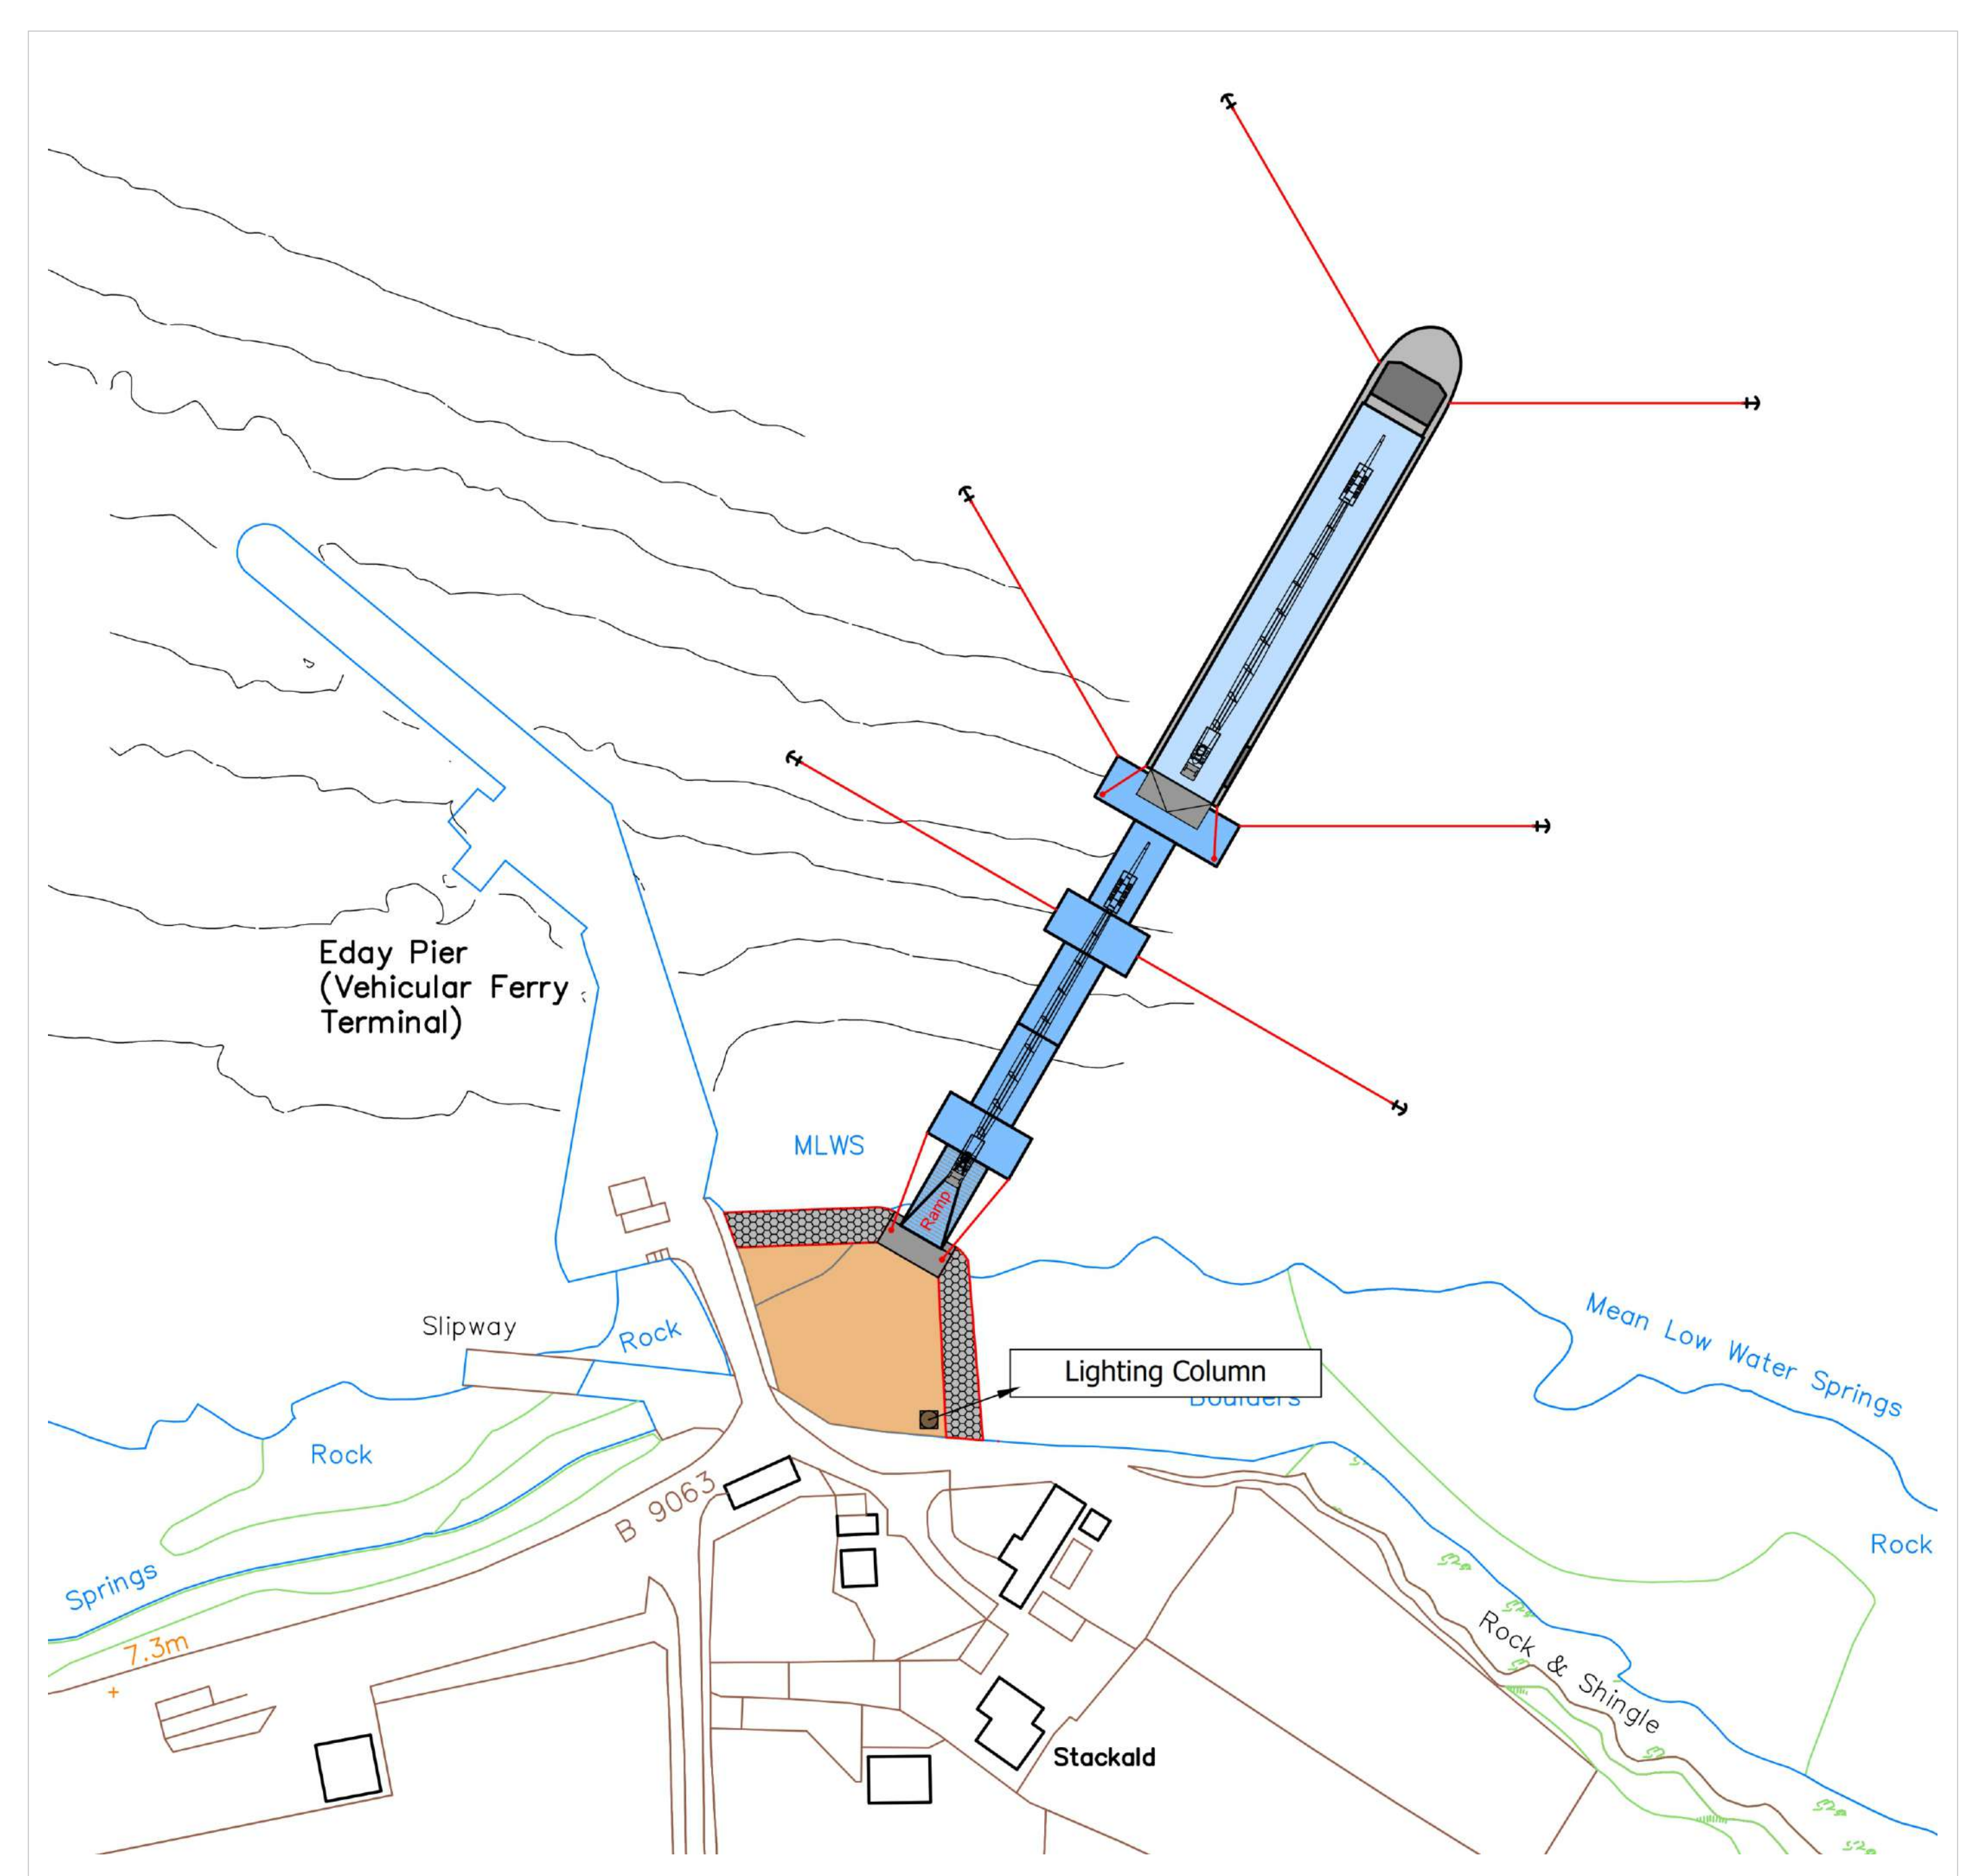 Eday Pier
(Vehicular Ferry
Terminal)
MLWS
Ramp
Slipway
Rock
Mean Low Water Springs
Lighting Column
Boulders
Rock
B 9063
Rock
Springs
Rock & Shingle
7.3m
Stackald